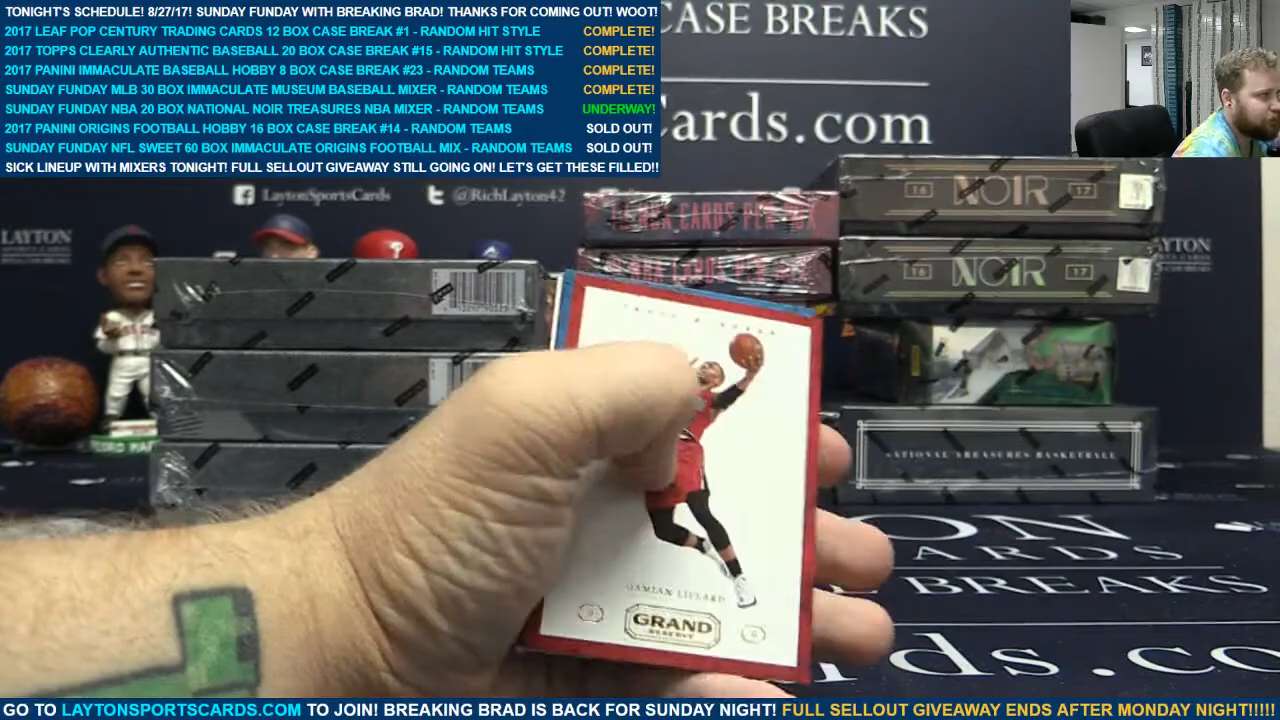 TONIGHT'S SCHEDULE! 8/27/17! SUNDAY FUNDAY WITH BREAKING BRAD! THANKS FOR COMING OUT! WOOT!
2017 LEAF POP CENTURY TRADING CARDS 12 BOX CASE BREAK #1 - RANDOM HIT STYLE COMPLETE!
2017 TOPPS CLEARLY AUTHENTIC BASEBALL 20 BOX CASE BREAK #15 - RANDOM HIT STYLE COMPLETE!
2017 PANINI IMMACULATE BASEBALL HOBBY 8 BOX CASE BREAK #23 - RANDOM TEAMS COMPLETE!
SUNDAY FUNDAY MLB 30 BOX IMMACULATE MUSEUM BASEBALL MIXER - RANDOM TEAMS COMPLETE!
SUNDAY FUNDAY NBA 20 BOX NATIONAL NOIR TREASURES NBA MIXER - RANDOM TEAMS UNDERWAY!
2017 PANINI ORIGINS FOOTBALL HOBBY 16 BOX CASE BREAK #14 - RANDOM TEAMS SOLD OUT!
SUNDAY FUNDAY NFL SWEET 60 BOX IMMACULATE ORIGINS FOOTBALL MIX - RANDOM TEAMS SOLD OUT!
SICK LINEUP WITH MIXERS TONIGHT! FULL SELLOUT GIVEAWAY STILL GOING ON! LET'S GET THESE FILLED!!
CASE BREAKS
Cards.com
LaytonSportsCards @RichLayton42
LAYTON
16 NOIR 17
16 NOIR 17
NATIONAL TREASURES BASKETBALL
DAMIAN LILLARD
GRAND
RESERVE
CARDS
BREAKS
ds.co
GO TO LAYTONSPORTSCARDS.COM TO JOIN! BREAKING BRAD IS BACK FOR SUNDAY NIGHT! FULL SELLOUT GIVEAWAY ENDS AFTER MONDAY NIGHT!!!!!